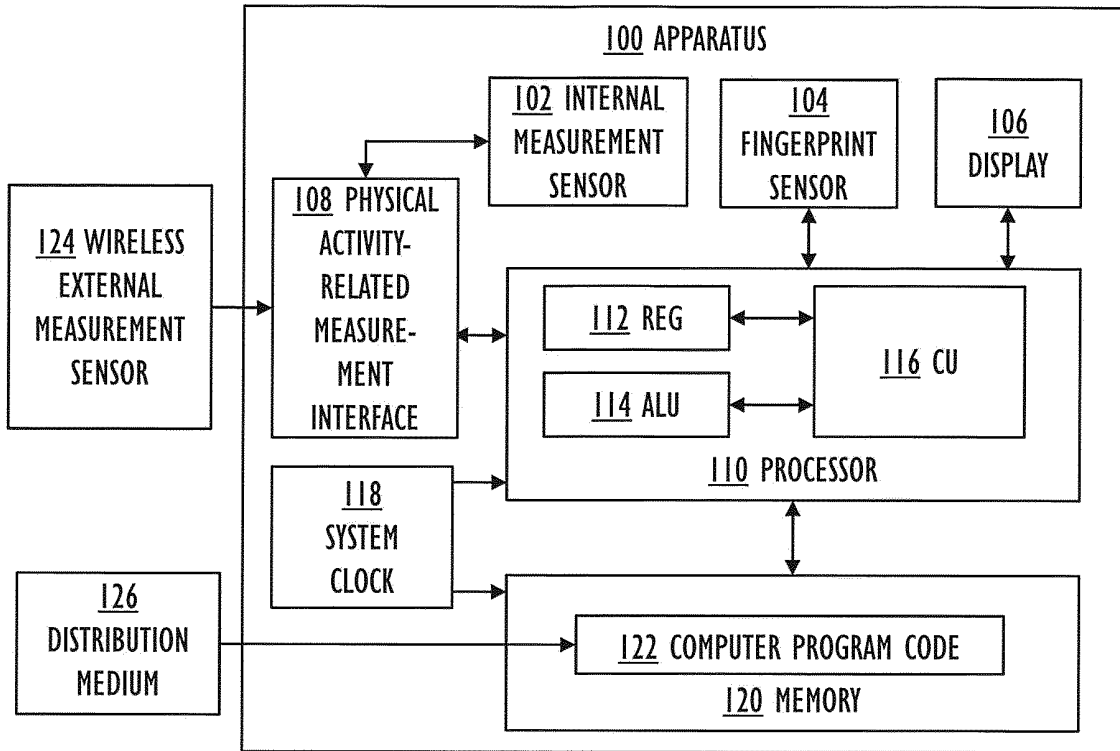 100 APPARATUS
102 INTERNAL
MEASUREMENT
SENSOR
104
FINGERPRINT
SENSOR
106
DISPLAY
124 WIRELESS
EXTERNAL
MEASUREMENT
SENSOR
108 PHYSICAL
ACTIVITY-
RELATED
MEASURE-
MENT
INTERFACE
112 REG
114 ALU
116 CU
110 PROCESSOR
118
SYSTEM
CLOCK
126
DISTRIBUTION
MEDIUM
122 COMPUTER PROGRAM CODE
120 MEMORY